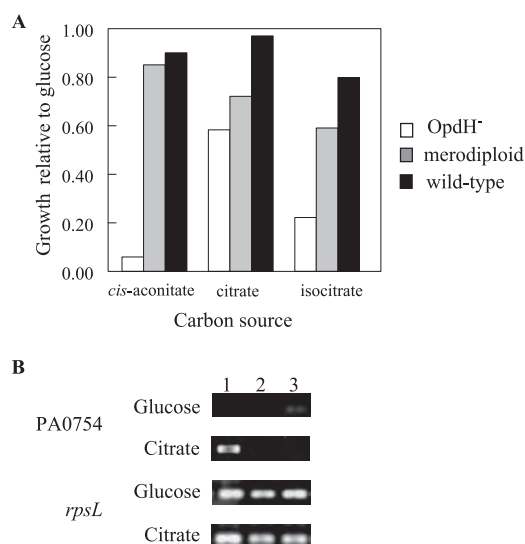 A
Growth relative to glucose
1.00
0.80
0.60
0.40
0.20
0.00
cis-aconitate citrate isocitrate
Carbon source
OpdH-
merodiploid
wild-type
B
1 2 3
PA0754
Glucose
Citrate
rpsL
Glucose
Citrate